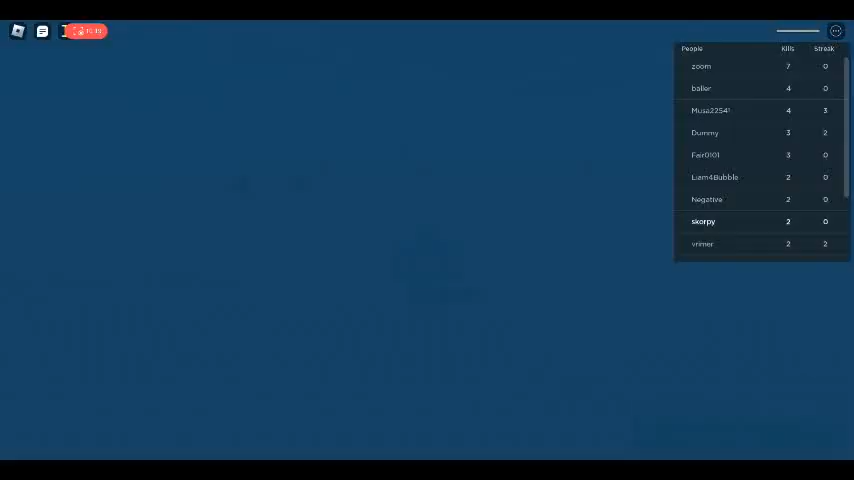 People Kills Streak
zoom 7 0
baller 4 0
Musa22541 4 3
Dummy 3 2
Fair0101 3 0
Liam4Bubble 2 0
Negative 2 0
skorpy 2 0
vrimer 2 2